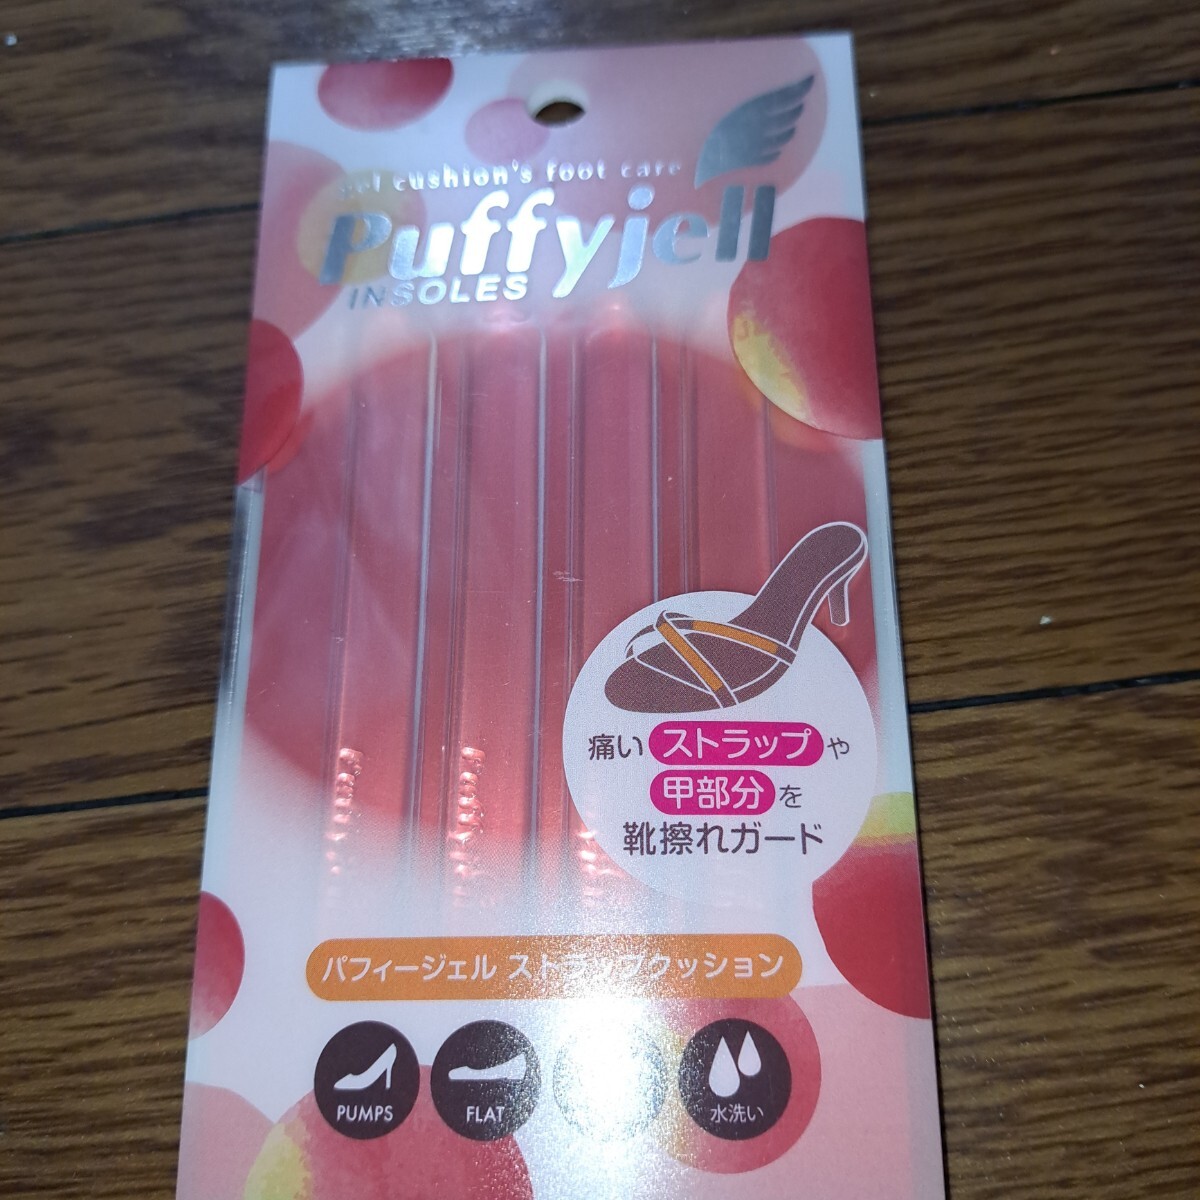 gel cushion's foot care
Puffyjell
INSOLES
痛いストラップや
甲部分を
靴擦れガード
パフィージェル ストラップクッション
PUMPS
FLAT
水洗い